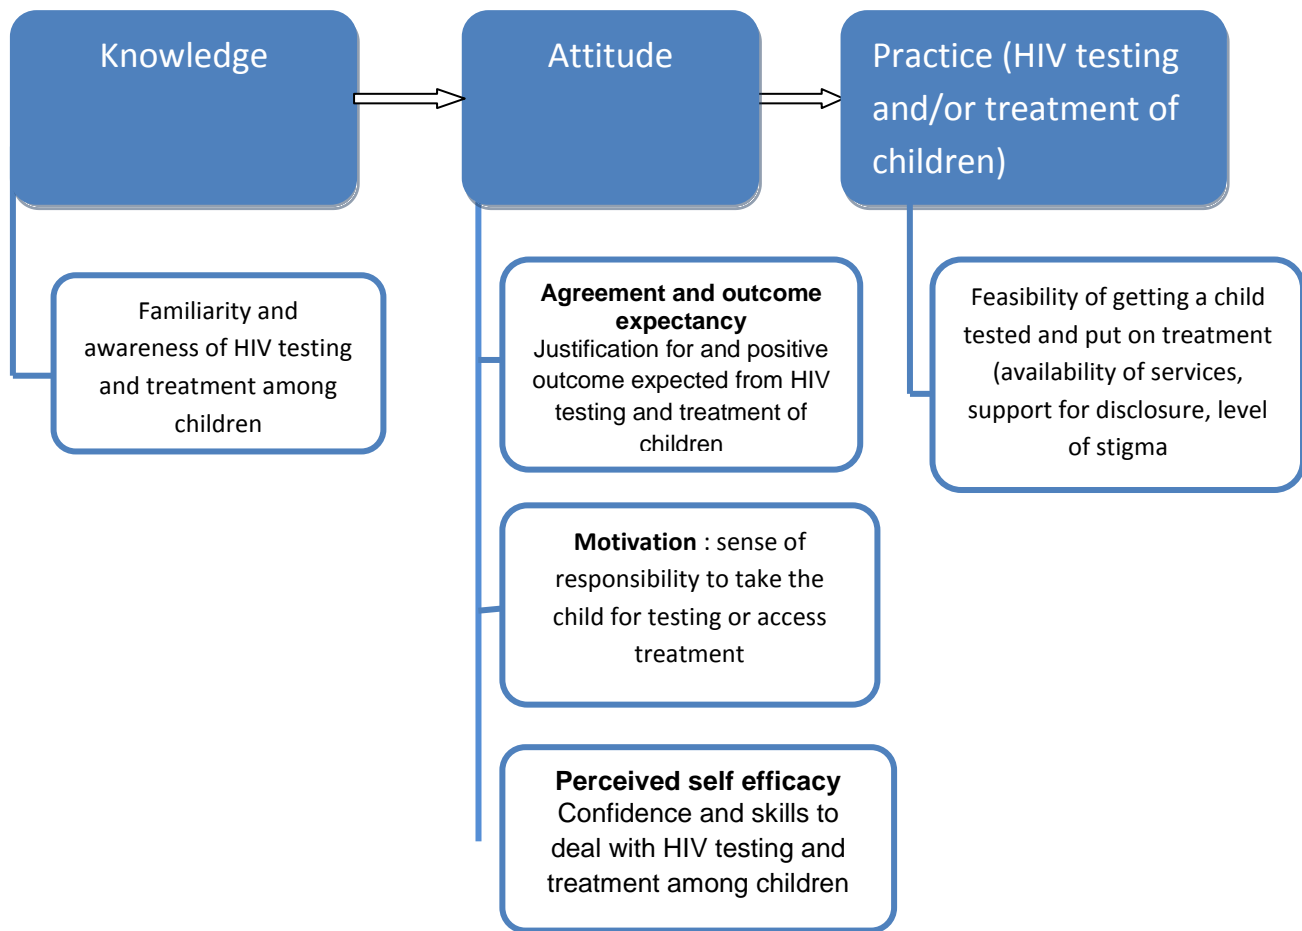 Knowledge
Attitude
Practice (HIV testing
and/or treatment of
children)
Familiarity and
awareness of HIV testing
and treatment among
children
Agreement and outcome
expectancy
Justification for and positive
outcome expected from HIV
testing and treatment of
children
Motivation : sense of
responsibility to take the
child for testing or access
treatment
Perceived self efficacy
Confidence and skills to
deal with HIV testing and
treatment among children
Feasibility of getting a child
tested and put on treatment
(availability of services,
support for disclosure, level
of stigma